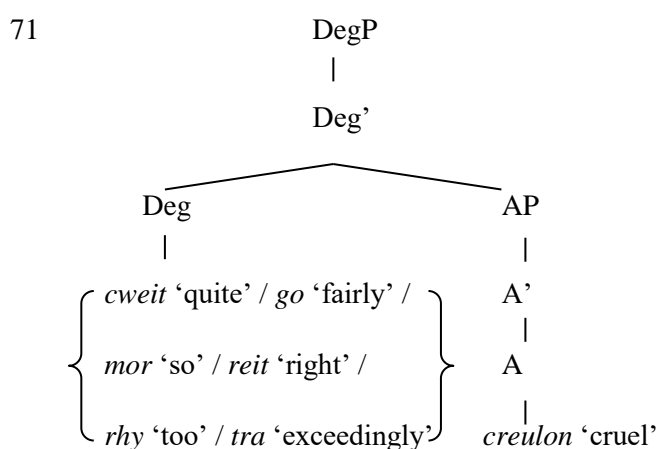 71 DegP
Deg’
Deg AP
cweit ‘quite’ / go ‘fairly’ / A’
mor ‘so’ / reit ‘right’ / A
rhy ‘too’ / tra ‘exceedingly’ creulon ‘cruel’